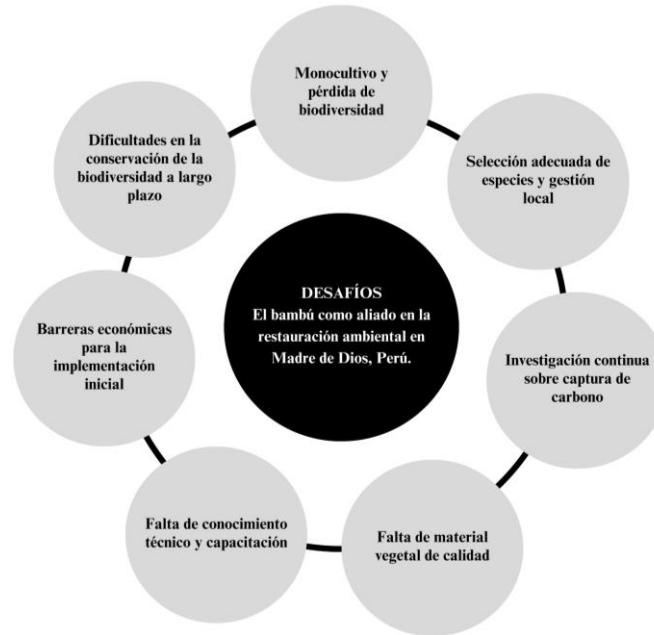 Monocultivo y
pérdida de
biodiversidad
Selección adecuada de
especies y gestión
local
Investigación continua
sobre captura de
carbono
Falta de material
vegetal de calidad
Falta de conocimiento
técnico y capacitación
Barreras económicas
para la
implementación
inicial
Dificultades en la
conservación de la
biodiversidad a largo
plazo
DESAFÍOS
El bambú como aliado en la
restauración ambiental en
Madre de Dios, Perú.